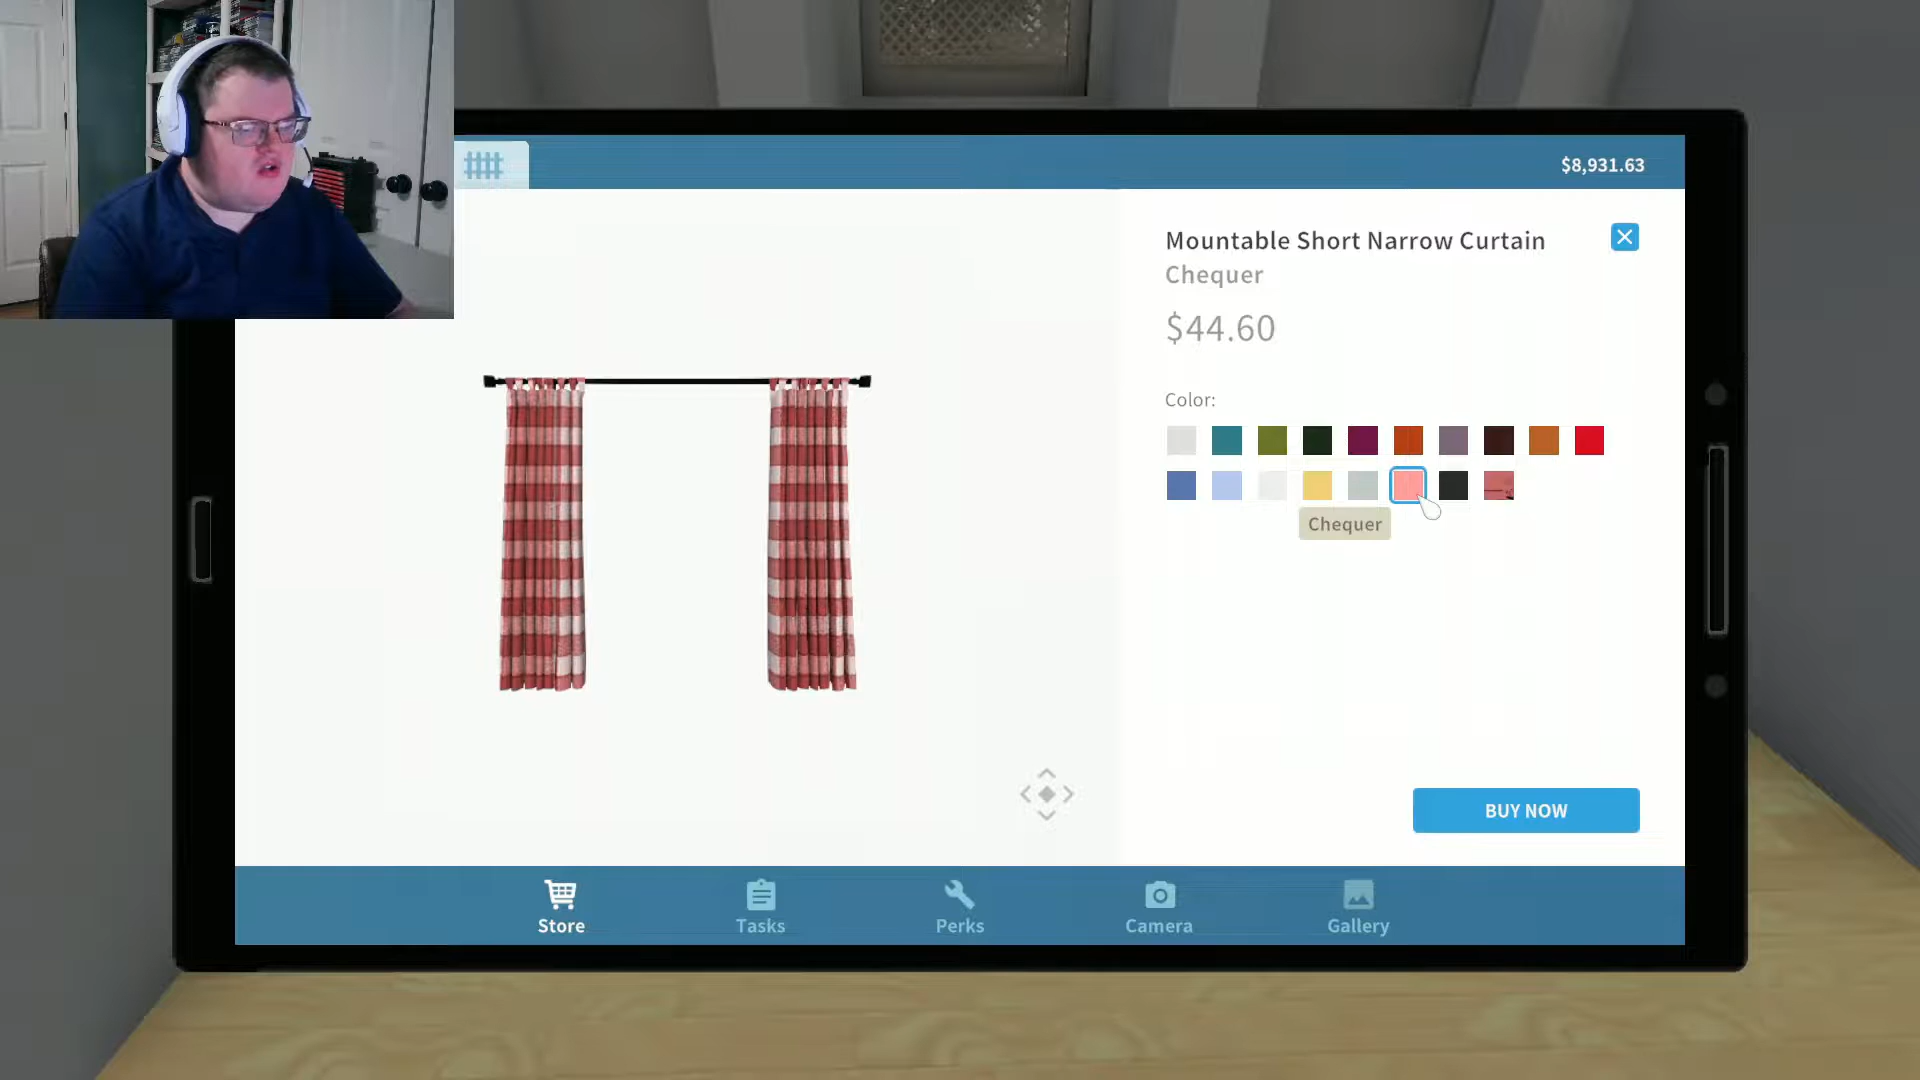 $8,931.63
Mountable Short Narrow Curtain
Chequer
$44.60
Color:
Chequer
BUY NOW
Store
Tasks
Perks
Camera
Gallery